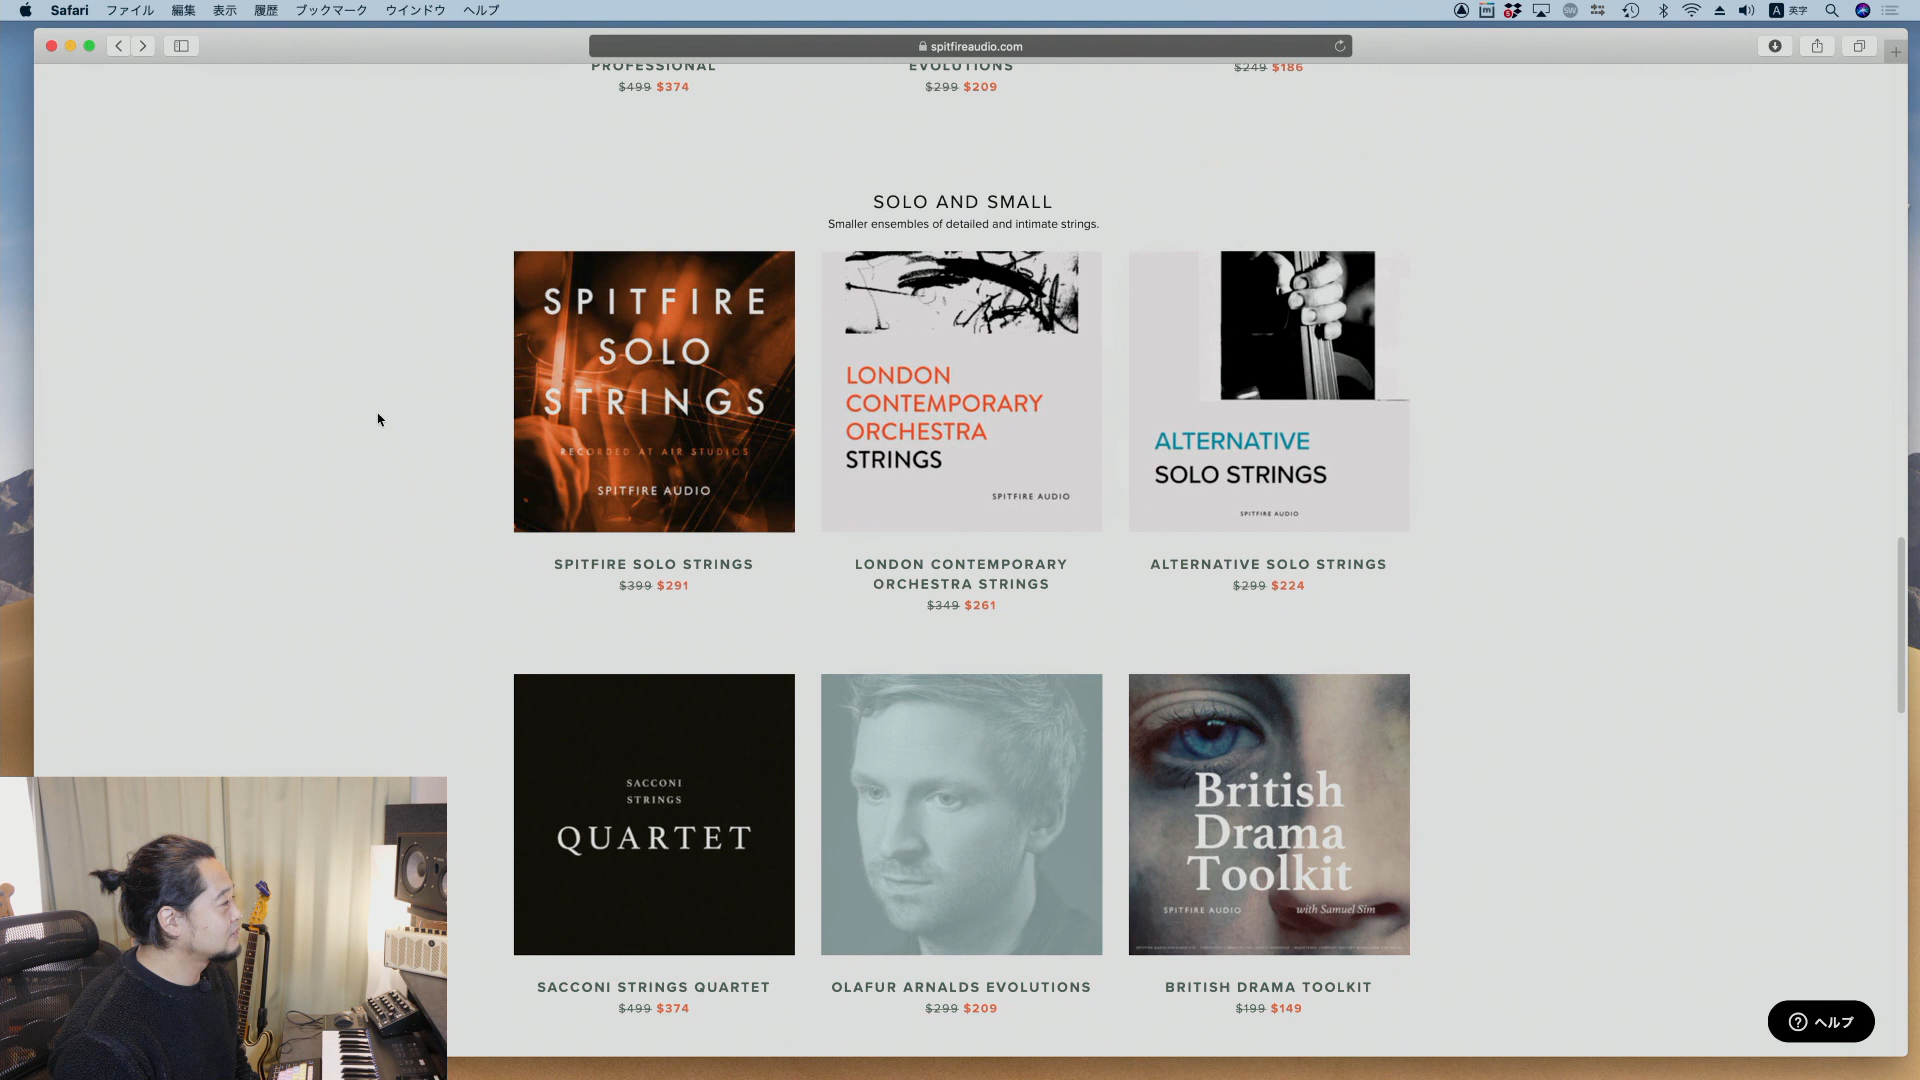 Safari ファイル 編集 表示 履歴 ブックマーク ウインドウ ヘルプ
A 英字
spitfireaudio.com
PROFESSIONAL
$499 $374
EVOLUTIONS
$299 $209
$249 $186
SOLO AND SMALL
Smaller ensembles of detailed and intimate strings.
SPITFIRE
SOLO
STRINGS
RECORDED AT AIR STUDIOS
SPITFIRE AUDIO
LONDON
CONTEMPORARY
ORCHESTRA
STRINGS
SPITFIRE AUDIO
ALTERNATIVE
SOLO STRINGS
SPITFIRE AUDIO
SPITFIRE SOLO STRINGS
$399 $291
LONDON CONTEMPORARY
ORCHESTRA STRINGS
$349 $261
ALTERNATIVE SOLO STRINGS
$299 $224
SACCONI
STRINGS
QUARTET
British
Drama
Toolkit
SPITFIRE AUDIO with Samuel Sim
SACCONI STRINGS QUARTET
$499 $374
OLAFUR ARNALDS EVOLUTIONS
$299 $209
BRITISH DRAMA TOOLKIT
$199 $149
ヘルプ